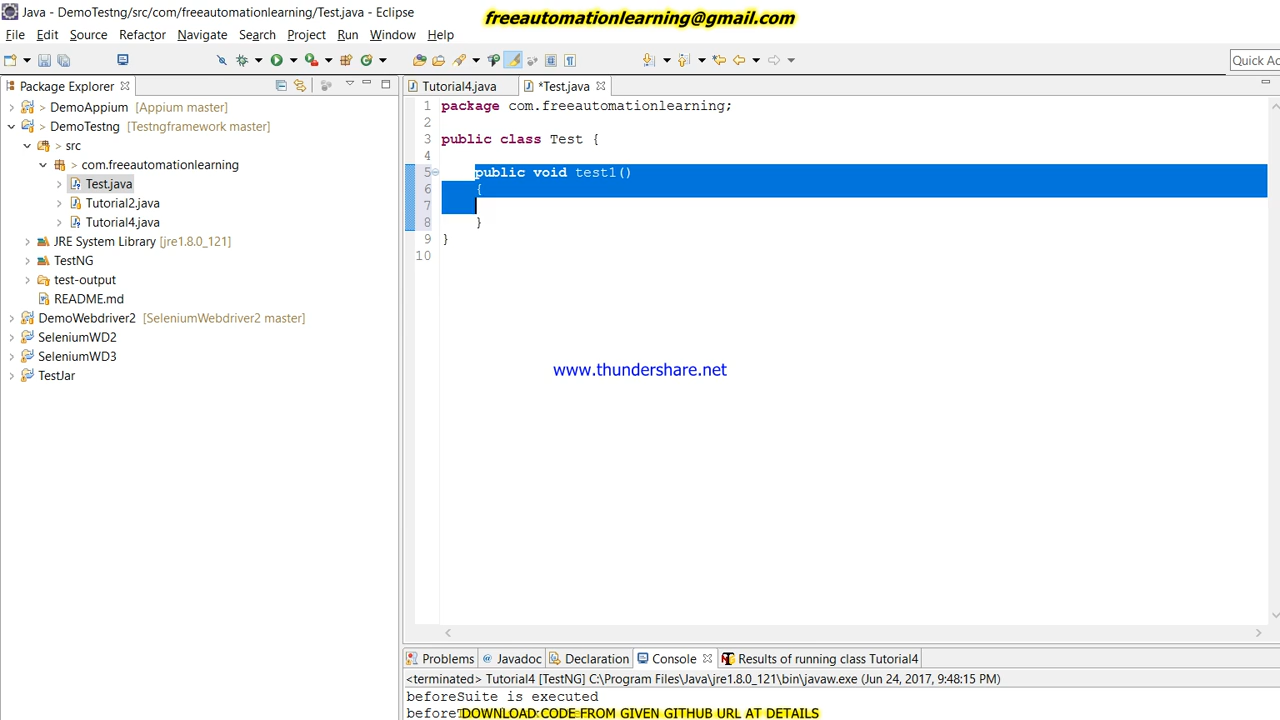 Java - DemoTestng/src/com/freeautomationlearning/Test.java - Eclipse
freeautomationlearning@gmail.com
File Edit Source Refactor Navigate Search Project Run Window Help
Quick Ac
Package Explorer
Tutorial4.java
*Test.java
> DemoAppium [Appium master]
> DemoTestng [Testngframework master]
> src
> com.freeautomationlearning
Test.java
Tutorial2.java
Tutorial4.java
JRE System Library [jre1.8.0_121]
TestNG
test-output
README.md
DemoWebdriver2 [SeleniumWebdriver2 master]
SeleniumWD2
SeleniumWD3
TestJar
1 package com.freeautomationlearning;
2
3 public class Test {
4
5 public void test1()
6 {
7
8 }
9 }
10
www.thundershare.net
Problems @ Javadoc Declaration Console Results of running class Tutorial4
<terminated> Tutorial4 [TestNG] C:\Program Files\Java\jre1.8.0_121\bin\javaw.exe (Jun 24, 2017, 9:48:15 PM)
beforeSuite is executed
DOWNLOAD CODE FROM GIVEN GITHUB URL AT DETAILS